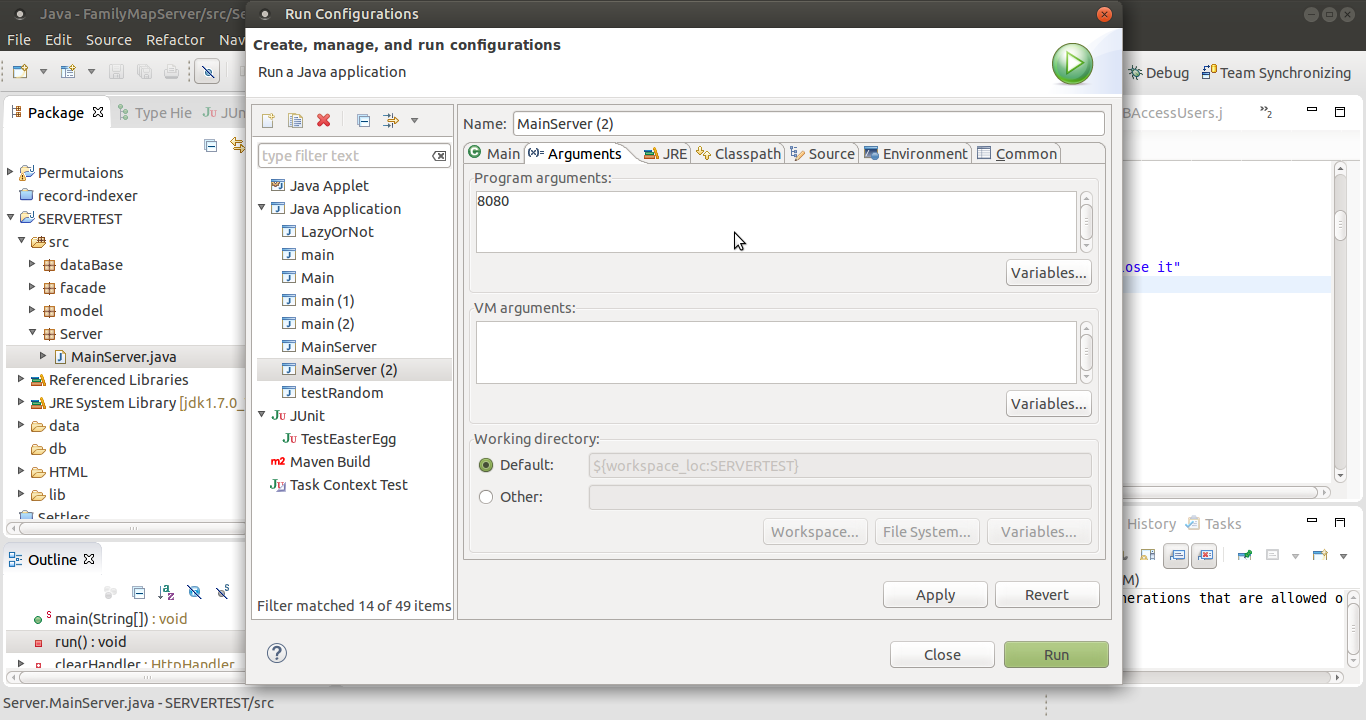 Java - FamilyMapServer/src/Se
Run Configurations
File Edit Source Refactor Nav
Create, manage, and run configurations
Run a Java application
Debug Team Synchronizing
Package Type Hie JUn
BAccessUsers.j »2
Name: MainServer (2)
type filter text
Main Arguments JRE Classpath Source Environment Common
Permutaions
record-indexer
SERVERTEST
src
dataBase
facade
model
Server
MainServer.java
Referenced Libraries
JRE System Library [jdk1.7.0_
data
db
HTML
lib
Settlers
Java Applet
Java Application
LazyOrNot
main
Main
main (1)
main (2)
MainServer
MainServer (2)
testRandom
JUnit
TestEasterEgg
m2 Maven Build
Task Context Test
Filter matched 14 of 49 items
Program arguments:
8080
Variables...
VM arguments:
Variables...
Working directory:
Default: ${workspace_loc:SERVERTEST}
Other:
Workspace... File System... Variables...
Apply Revert
Close Run
ose it"
History Tasks
M)
nerations that are allowed o
Outline
main(String[]) : void
run() : void
clearHandler : HttpHandler
Server.MainServer.java - SERVERTEST/src